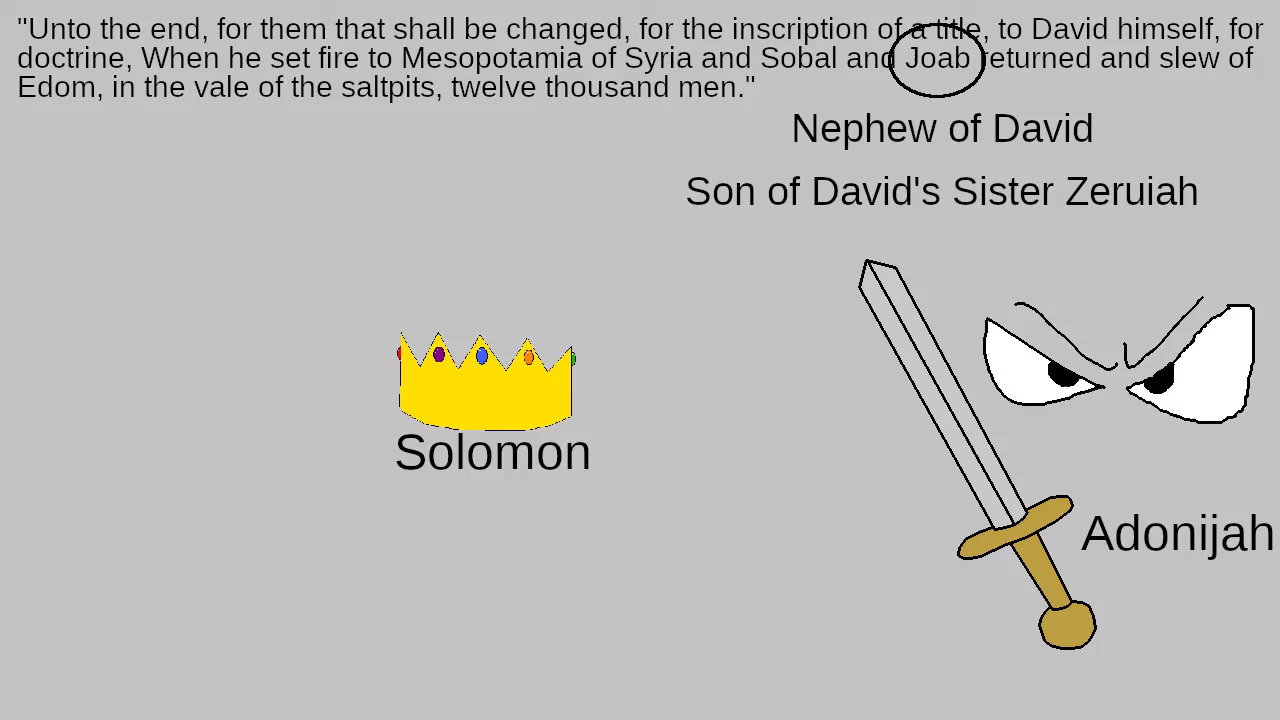 "Unto the end, for them that shall be changed, for the inscription of a title, to David himself, for
doctrine, When he set fire to Mesopotamia of Syria and Sobal and Joab returned and slew of
Edom, in the vale of the saltpits, twelve thousand men."
Nephew of David
Son of David's Sister Zeruiah
Solomon
Adonijah